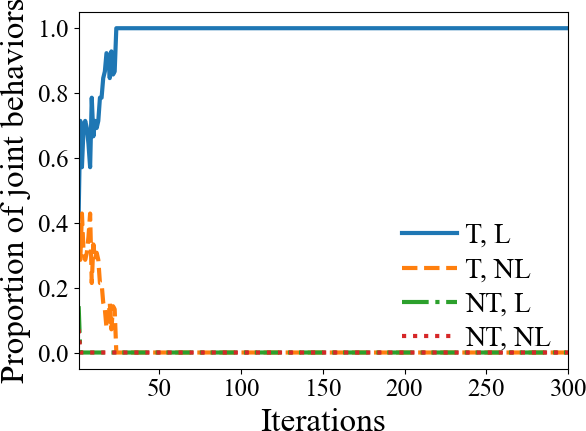 Proportion of joint behaviors
1.0
0.8
0.6
0.4
0.2
0.0
T, L
T, NL
NT, L
NT, NL
50
100
150
200
250
300
Iterations